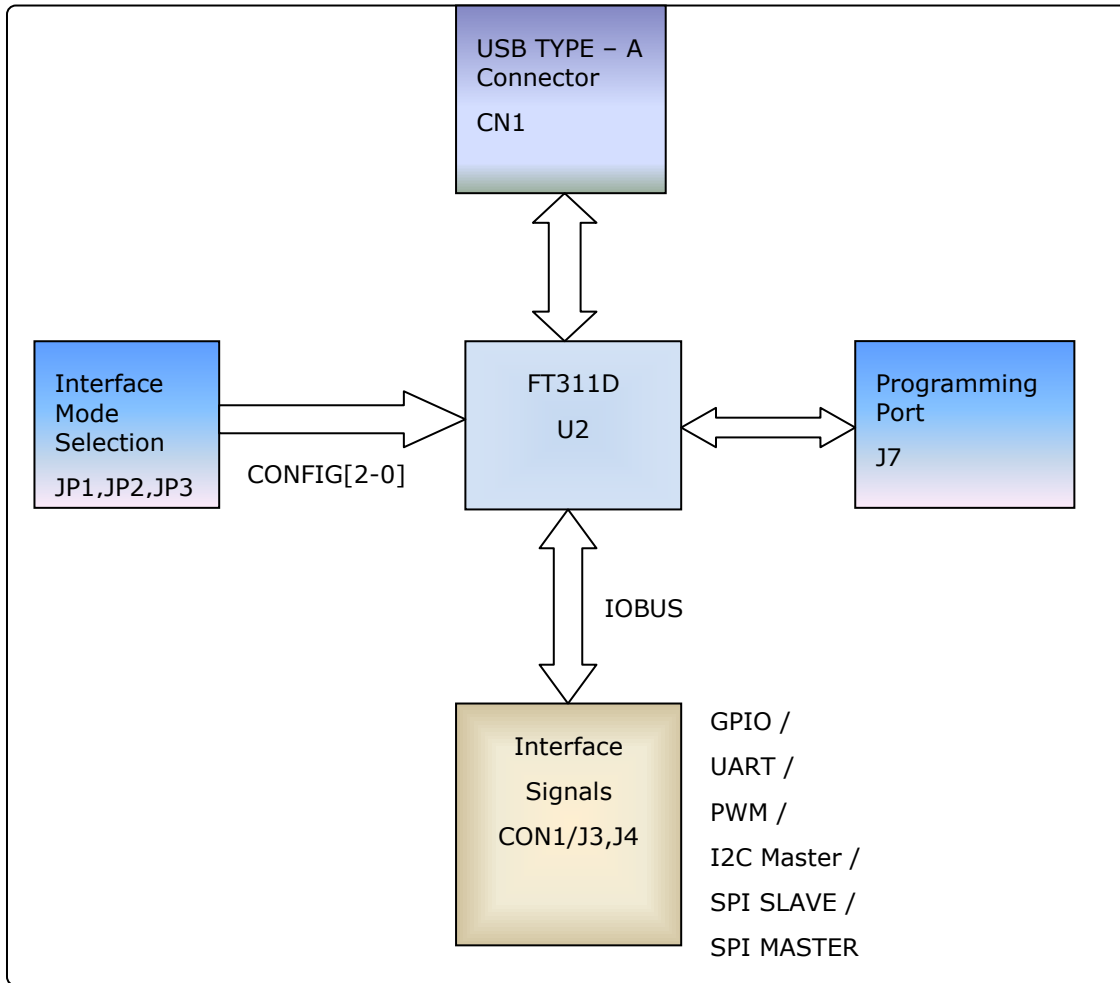 USB TYPE – A
Connector
CN1
Interface
Mode
Selection
JP1,JP2,JP3
CONFIG[2-0]
FT311D
U2
Programming
Port
J7
IOBUS
Interface
Signals
CON1/J3,J4
GPIO /
UART /
PWM /
I2C Master /
SPI SLAVE /
SPI MASTER